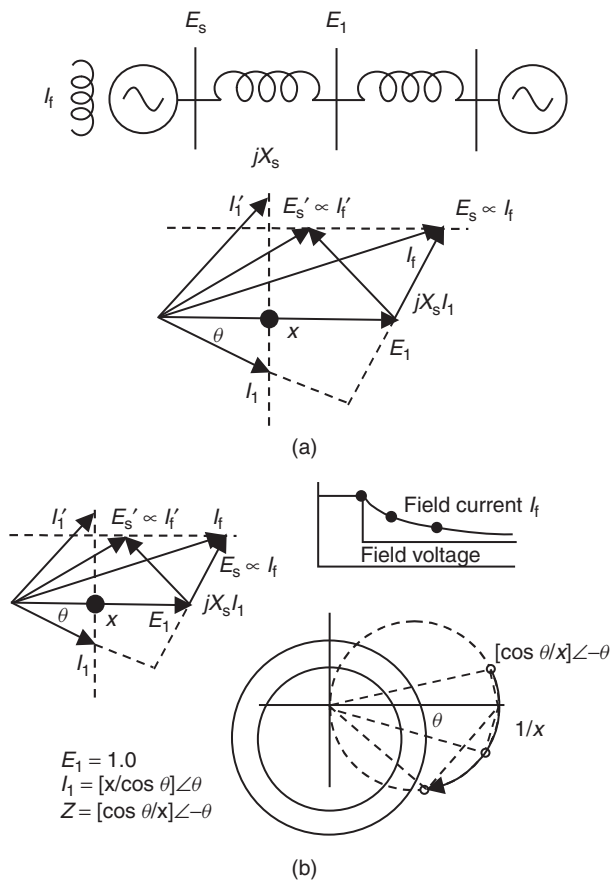 E_s
E_1
I_f
jX_s
I_1'
E_s' ∝ I_f'
E_s ∝ I_f
I_f
jX_sI_1
θ
x
E_1
I_1
(a)
I_1'
E_s' ∝ I_f'
I_f
E_s ∝ I_f
θ
x
E_1
jX_sI_1
I_1
Field current I_f
Field voltage
[cos θ/x]∠–θ
θ
1/x
E_1 = 1.0
I_1 = [x/cos θ]∠θ
Z = [cos θ/x]∠–θ
(b)